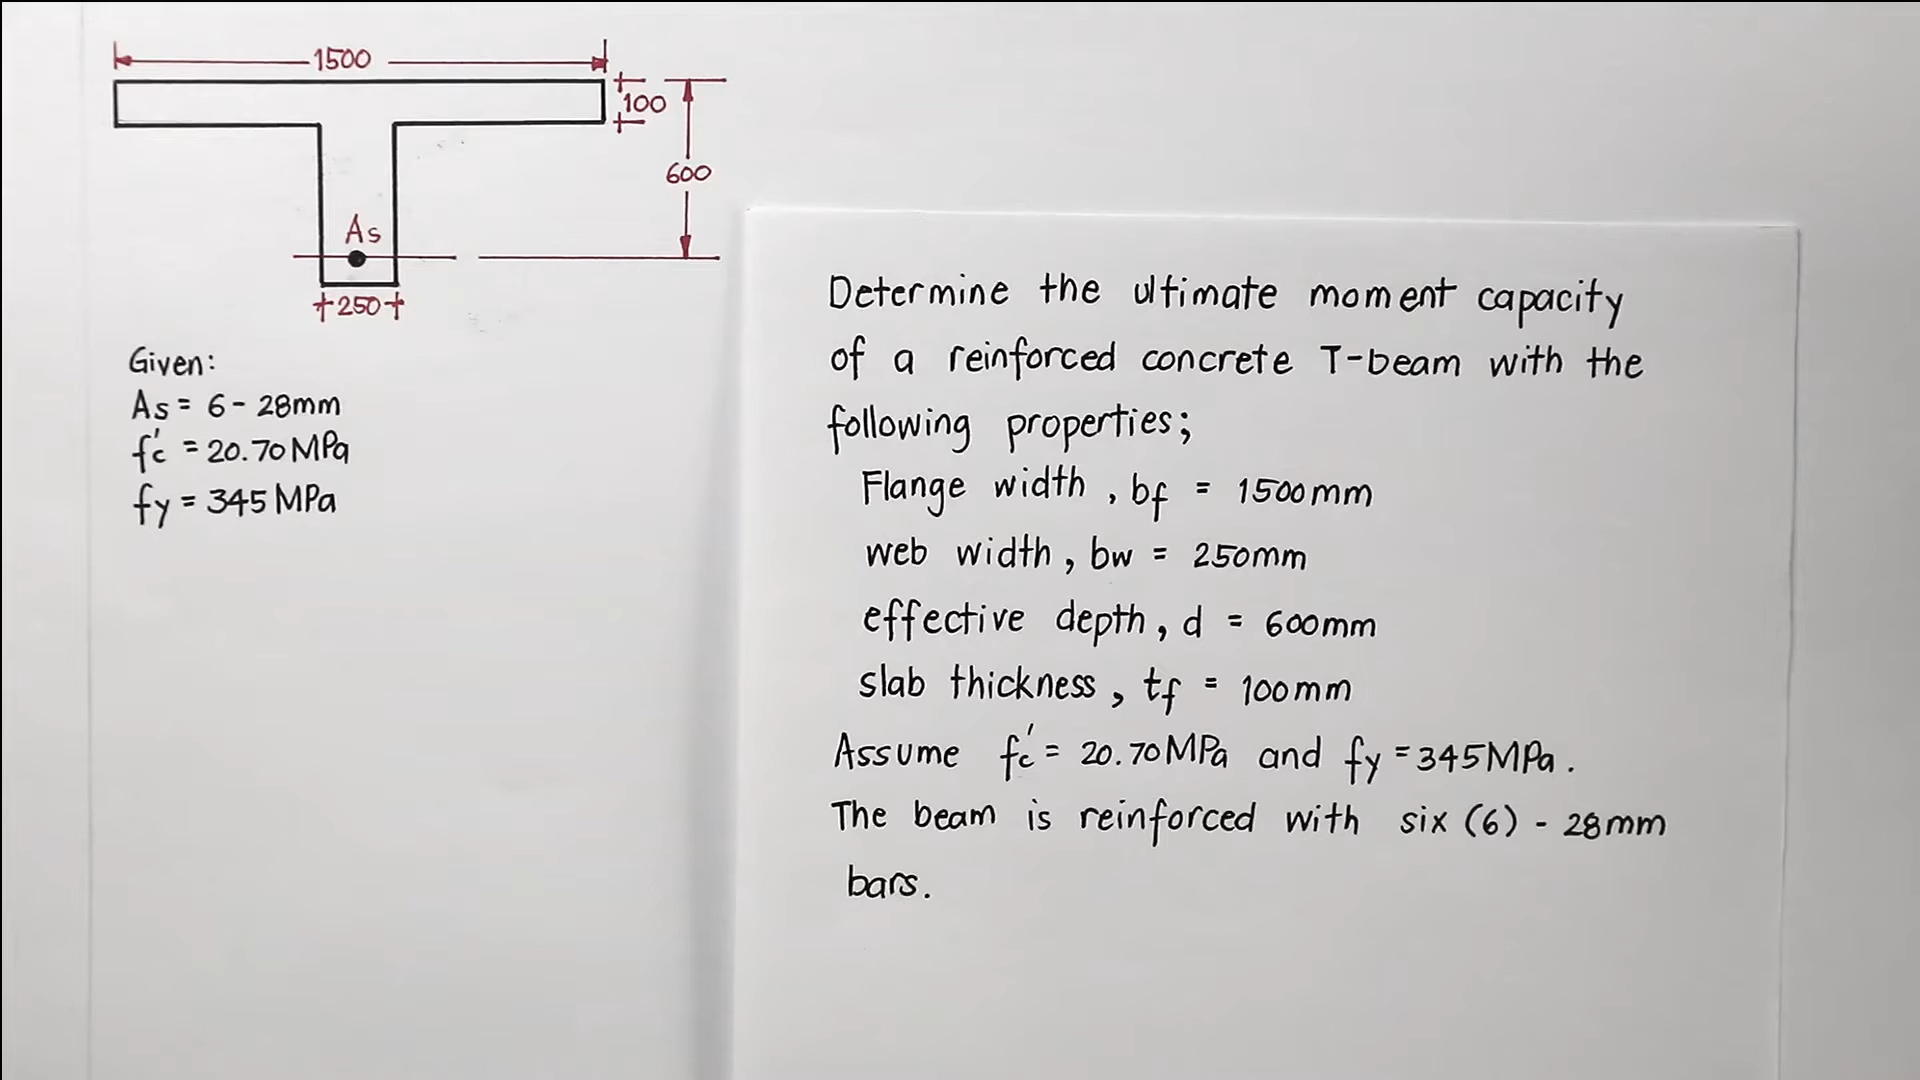 1500
100
600
As
250
Given:
As = 6 - 28mm
fc' = 20.70 MPa
fy = 345 MPa
Determine the ultimate moment capacity
of a reinforced concrete T-beam with the
following properties;
Flange width, bf = 1500mm
web width, bw = 250mm
effective depth, d = 600mm
slab thickness, tf = 100mm
Assume fc' = 20.70 MPa and fy = 345 MPa.
The beam is reinforced with six (6) - 28mm
bars.